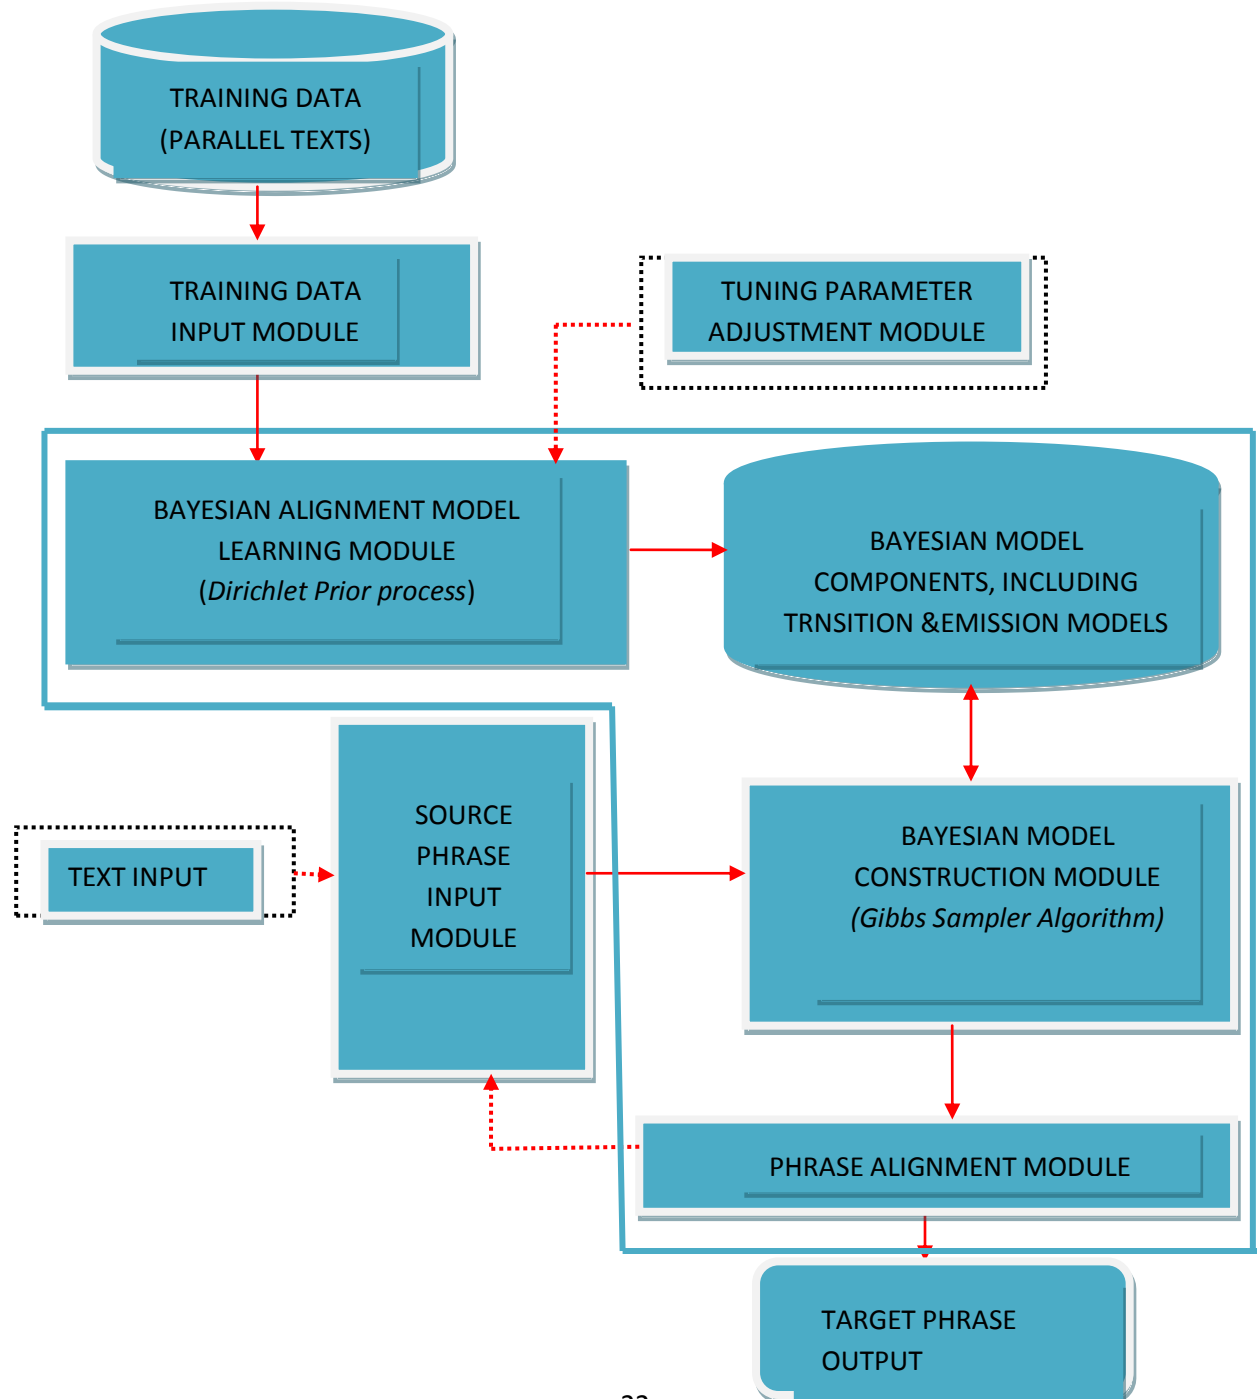 TRAINING DATA
(PARALLEL TEXTS)
TRAINING DATA
INPUT MODULE
TUNING PARAMETER
ADJUSTMENT MODULE
BAYESIAN ALIGNMENT MODEL
LEARNING MODULE
(Dirichlet Prior process)
BAYESIAN MODEL
COMPONENTS, INCLUDING
TRNSITION &EMISSION MODELS
TEXT INPUT
SOURCE
PHRASE
INPUT
MODULE
BAYESIAN MODEL
CONSTRUCTION MODULE
(Gibbs Sampler Algorithm)
PHRASE ALIGNMENT MODULE
TARGET PHRASE
OUTPUT